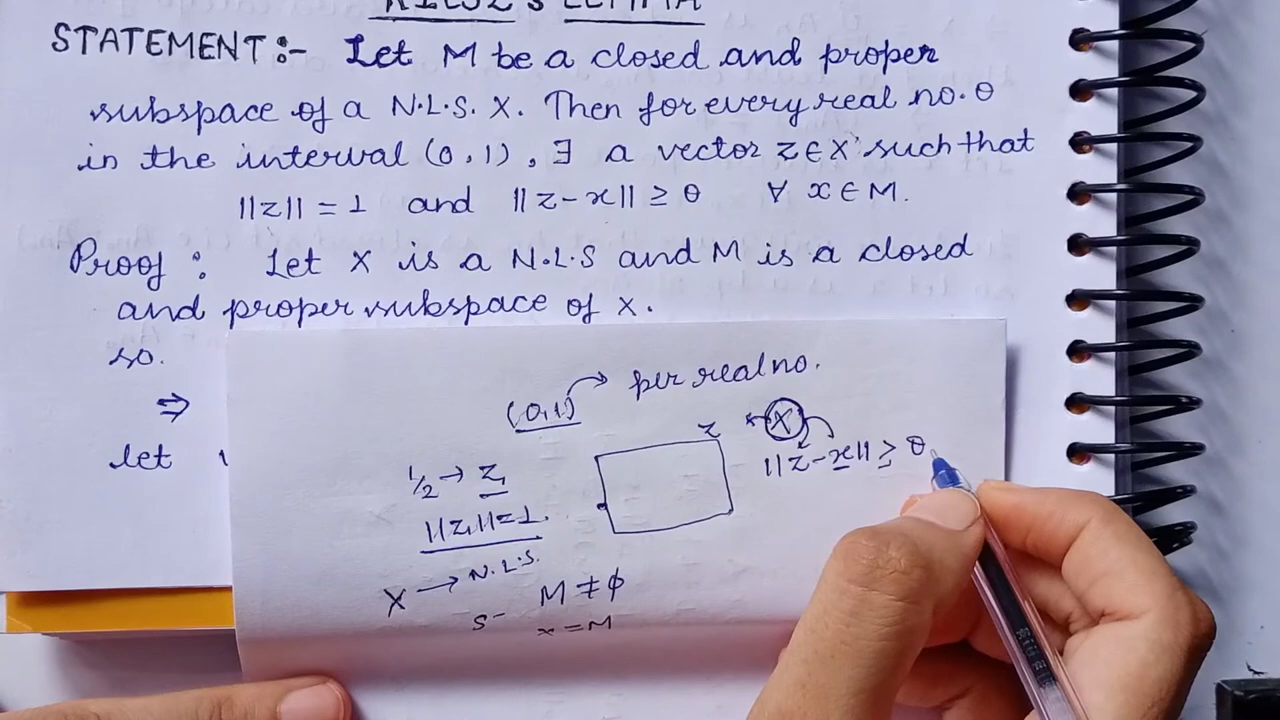 RIESZ'S LEMMA
STATEMENT :- Let M be a closed and proper
subspace of a N.L.S. X. Then for every real no. θ
in the interval (0,1), ∃ a vector z ∈ X such that
||z|| = 1 and ||z-x|| ≥ θ ∀ x ∈ M.
Proof : Let X is a N.L.S and M is a closed
and proper subspace of X.
so.
⇒
let
(0,1) → per real no.
z
X
||z-x|| ≥ θ
1/2 → z₁
||z₁||=1.
X → N.L.S.
M ≠ φ
S-
x = M